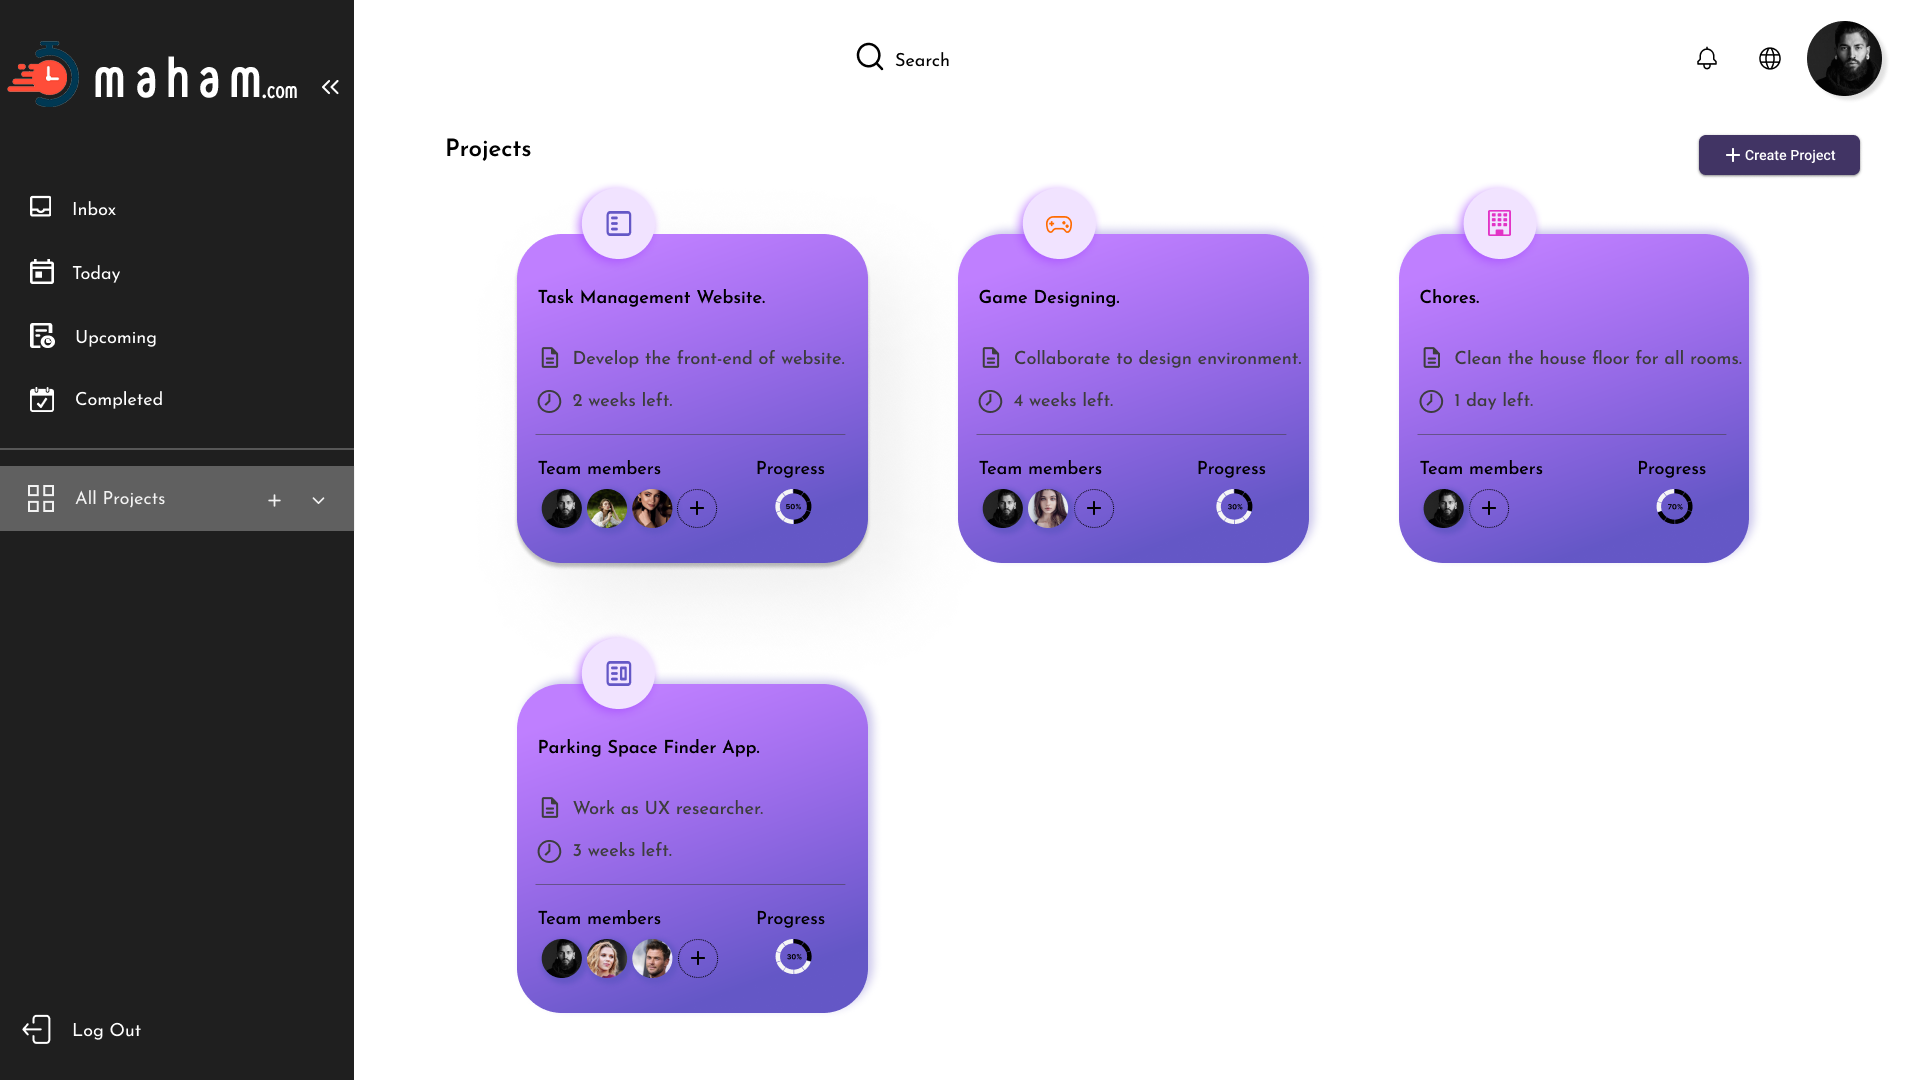 maham.com
Search
Projects
Create Project
Inbox
Today
Upcoming
Completed
All Projects
Log Out
Task Management Website.
Develop the front-end of website.
2 weeks left.
Team members
Progress
50%
Game Designing.
Collaborate to design environment.
4 weeks left.
Team members
Progress
30%
Chores.
Clean the house floor for all rooms.
1 day left.
Team members
Progress
70%
Parking Space Finder App.
Work as UX researcher.
3 weeks left.
Team members
Progress
30%